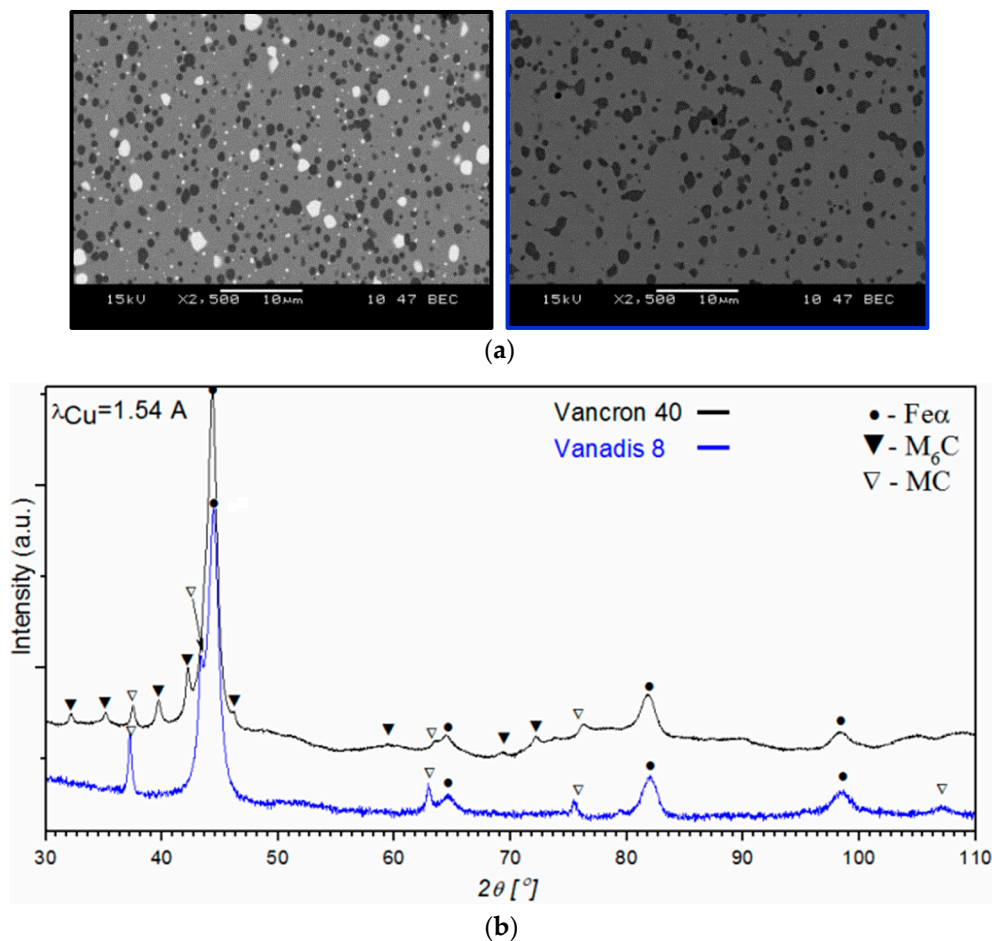 15kV X2,500 10µm 10 47 BEC
15kV X2,500 10µm 10 47 BEC
(a)
λCu=1.54 A
Vancron 40
Vanadis 8
● - Feα
▼ - M₆C
▽ - MC
Intensity (a.u.)
30 40 50 60 70 80 90 100 110
2θ [°]
(b)